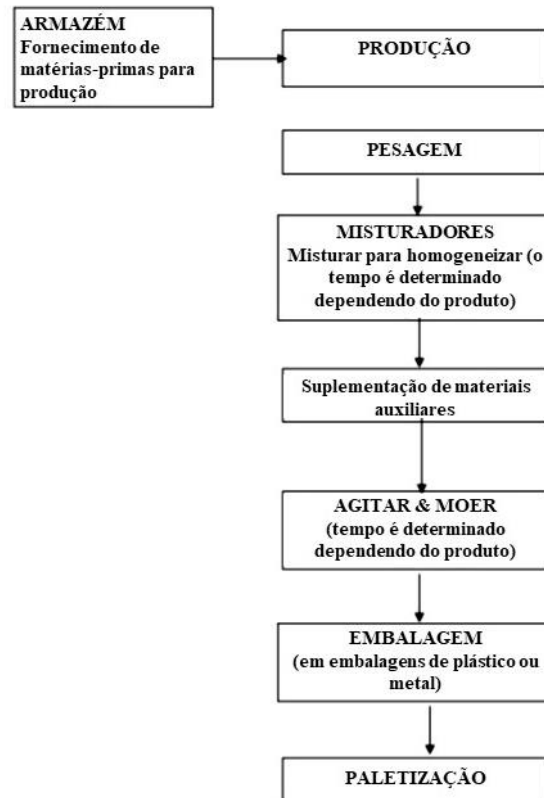 ARMAZÉM
Fornecimento de
matérias-primas para
produção
PRODUÇÃO
PESAGEM
MISTURADORES
Misturar para homogeneizar (o
tempo é determinado
dependendo do produto)
Suplementação de materiais
auxiliares
AGITAR & MOER
(tempo é determinado
dependendo do produto)
EMBALAGEM
(em embalagens de plástico ou
metal)
PALETIZAÇÃO